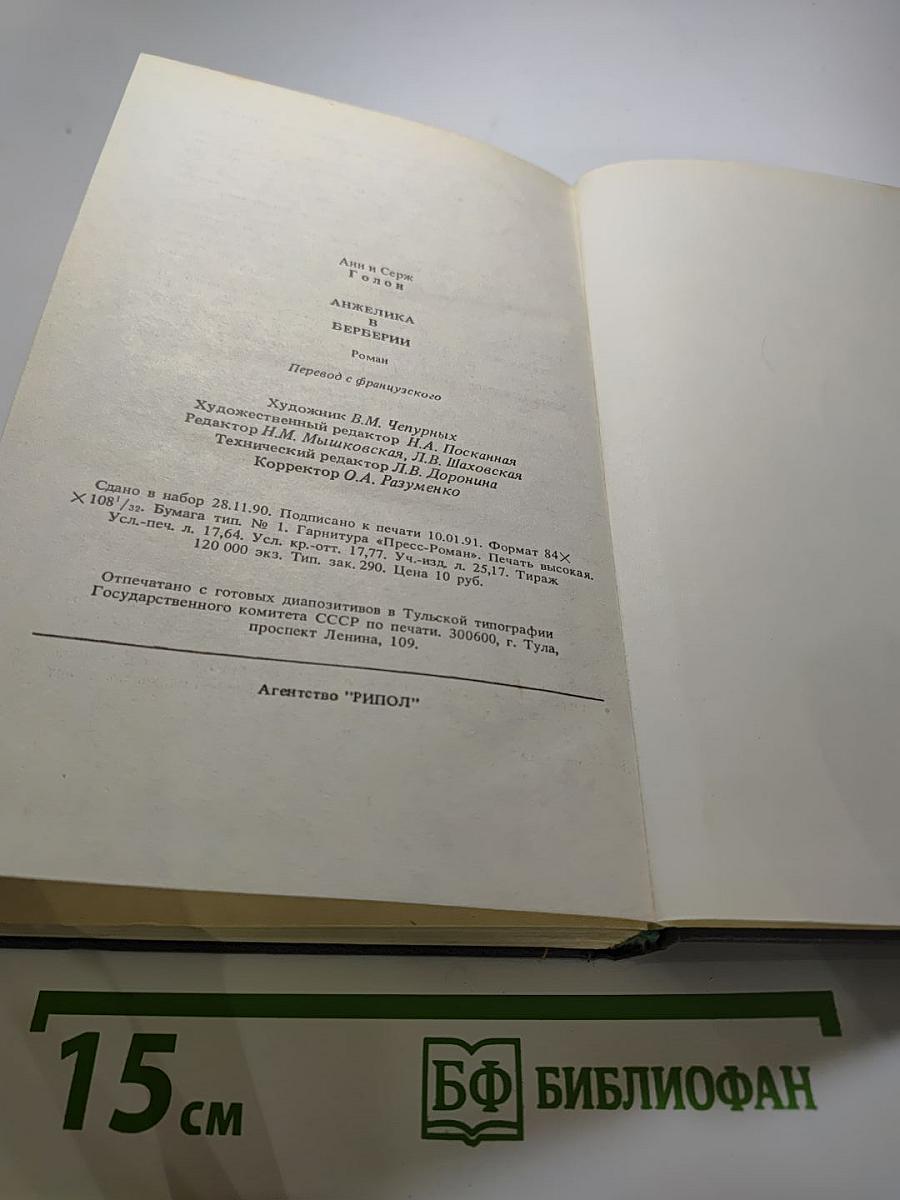 Анн и Серж
Голон
АНЖЕЛИКА
В
БЕРБЕРИИ
Роман
Перевод с французского
Художник В.М. Чепурных
Художественный редактор Н.А. Посканная
Редактор Н.М. Мышковская, Л.В. Шаховская
Технический редактор Л.В. Доронина
Корректор О.А. Разуменко
Сдано в набор 28.11.90. Подписано к печати 10.01.91. Формат 84×
×108¹/₃₂. Бумага тип. № 1. Гарнитура «Пресс-Роман». Печать высокая.
Усл.-печ. л. 17,64. Усл. кр.-отт. 17,77. Уч.-изд. л. 25,17. Тираж
120 000 экз. Тип. зак. 290. Цена 10 руб.
Отпечатано с готовых диапозитивов в Тульской типографии
Государственного комитета СССР по печати. 300600, г. Тула,
проспект Ленина, 109.
Агентство "РИПОЛ"
15 см
БФ БИБЛИОФАН